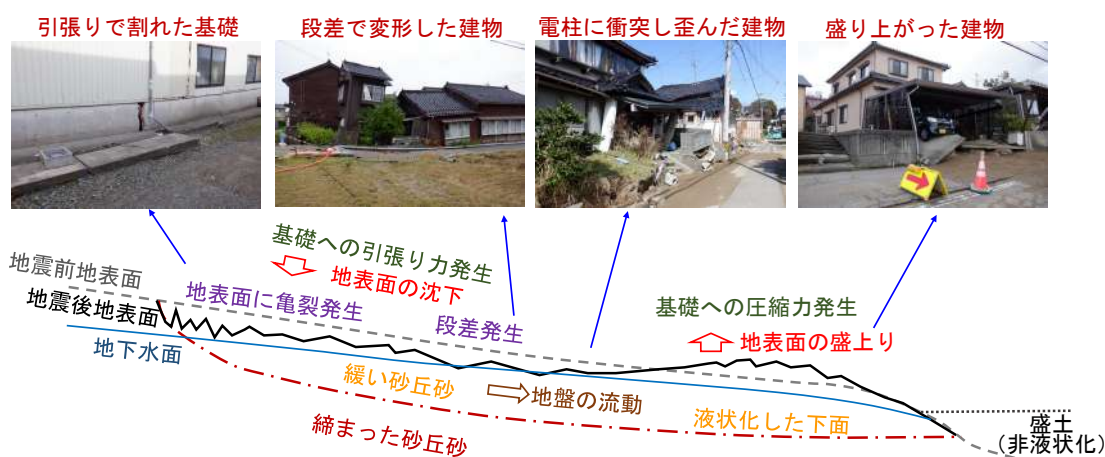 引張りで割れた基礎
段差で変形した建物
電柱に衝突し歪んだ建物
盛り上がった建物
基礎への引張り力発生
地表面の沈下
地震前地表面
地震後地表面
地表面に亀裂発生
段差発生
基礎への圧縮力発生
地表面の盛上り
地下水面
緩い砂丘砂
地盤の流動
液状化した下面
締まった砂丘砂
盛土
(非液状化)